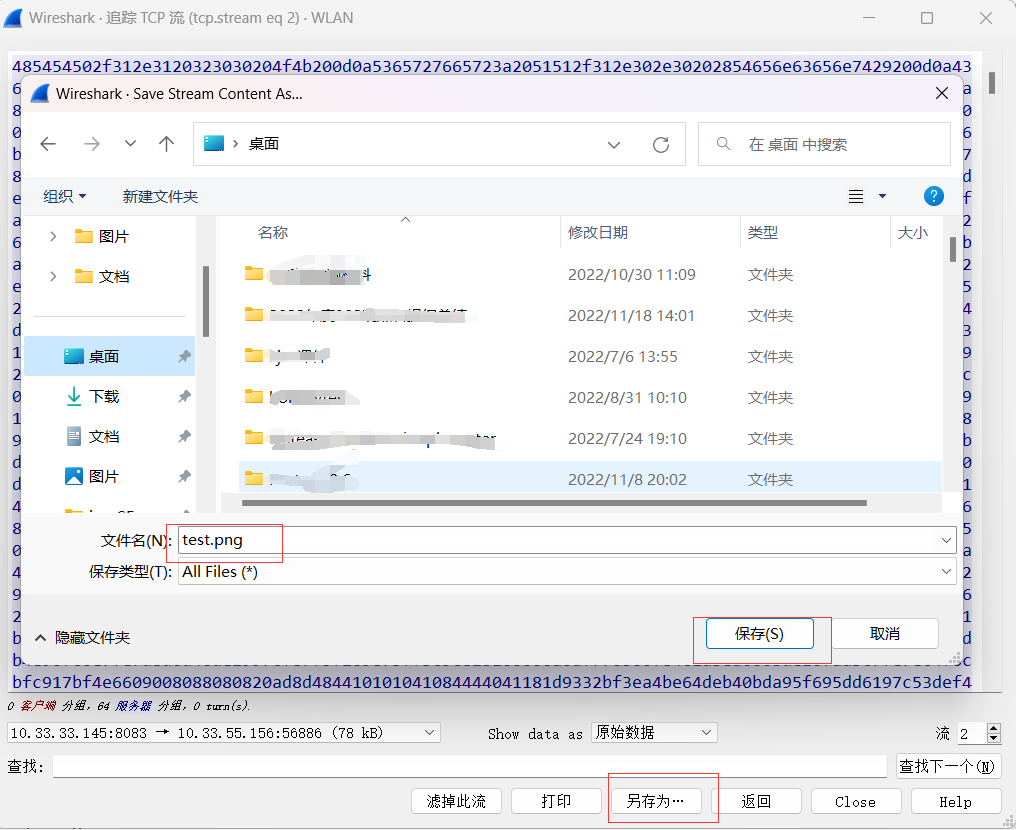 Wireshark · 追踪 TCP 流 (tcp.stream eq 2) · WLAN
485454502f312e3120323030204f4b200d0a5365727665723a2051512f312e302e30202854656e63656e7429200d0a43
Wireshark · Save Stream Content As...
桌面
在 桌面 中搜索
组织
新建文件夹
图片
文档
桌面
下载
文档
图片
名称 修改日期 类型 大小
2022/10/30 11:09 文件夹
2022/11/18 14:01 文件夹
2022/7/6 13:55 文件夹
2022/8/31 10:10 文件夹
2022/7/24 19:10 文件夹
2022/11/8 20:02 文件夹
文件名(N): test.png
保存类型(T): All Files (*)
隐藏文件夹
保存(S)
取消
bfc917bf4e6609008088080820ad8d484410101041084444041181d9332bf3ea4be64deb40bda95f695dd6197c53def4
0 客户端 分组, 64 服务器 分组, 0 turn(s).
10.33.33.145:8083 → 10.33.55.156:56886 (78 kB)
Show data as 原始数据
流 2
查找:
查找下一个(N)
滤掉此流
打印
另存为…
返回
Close
Help